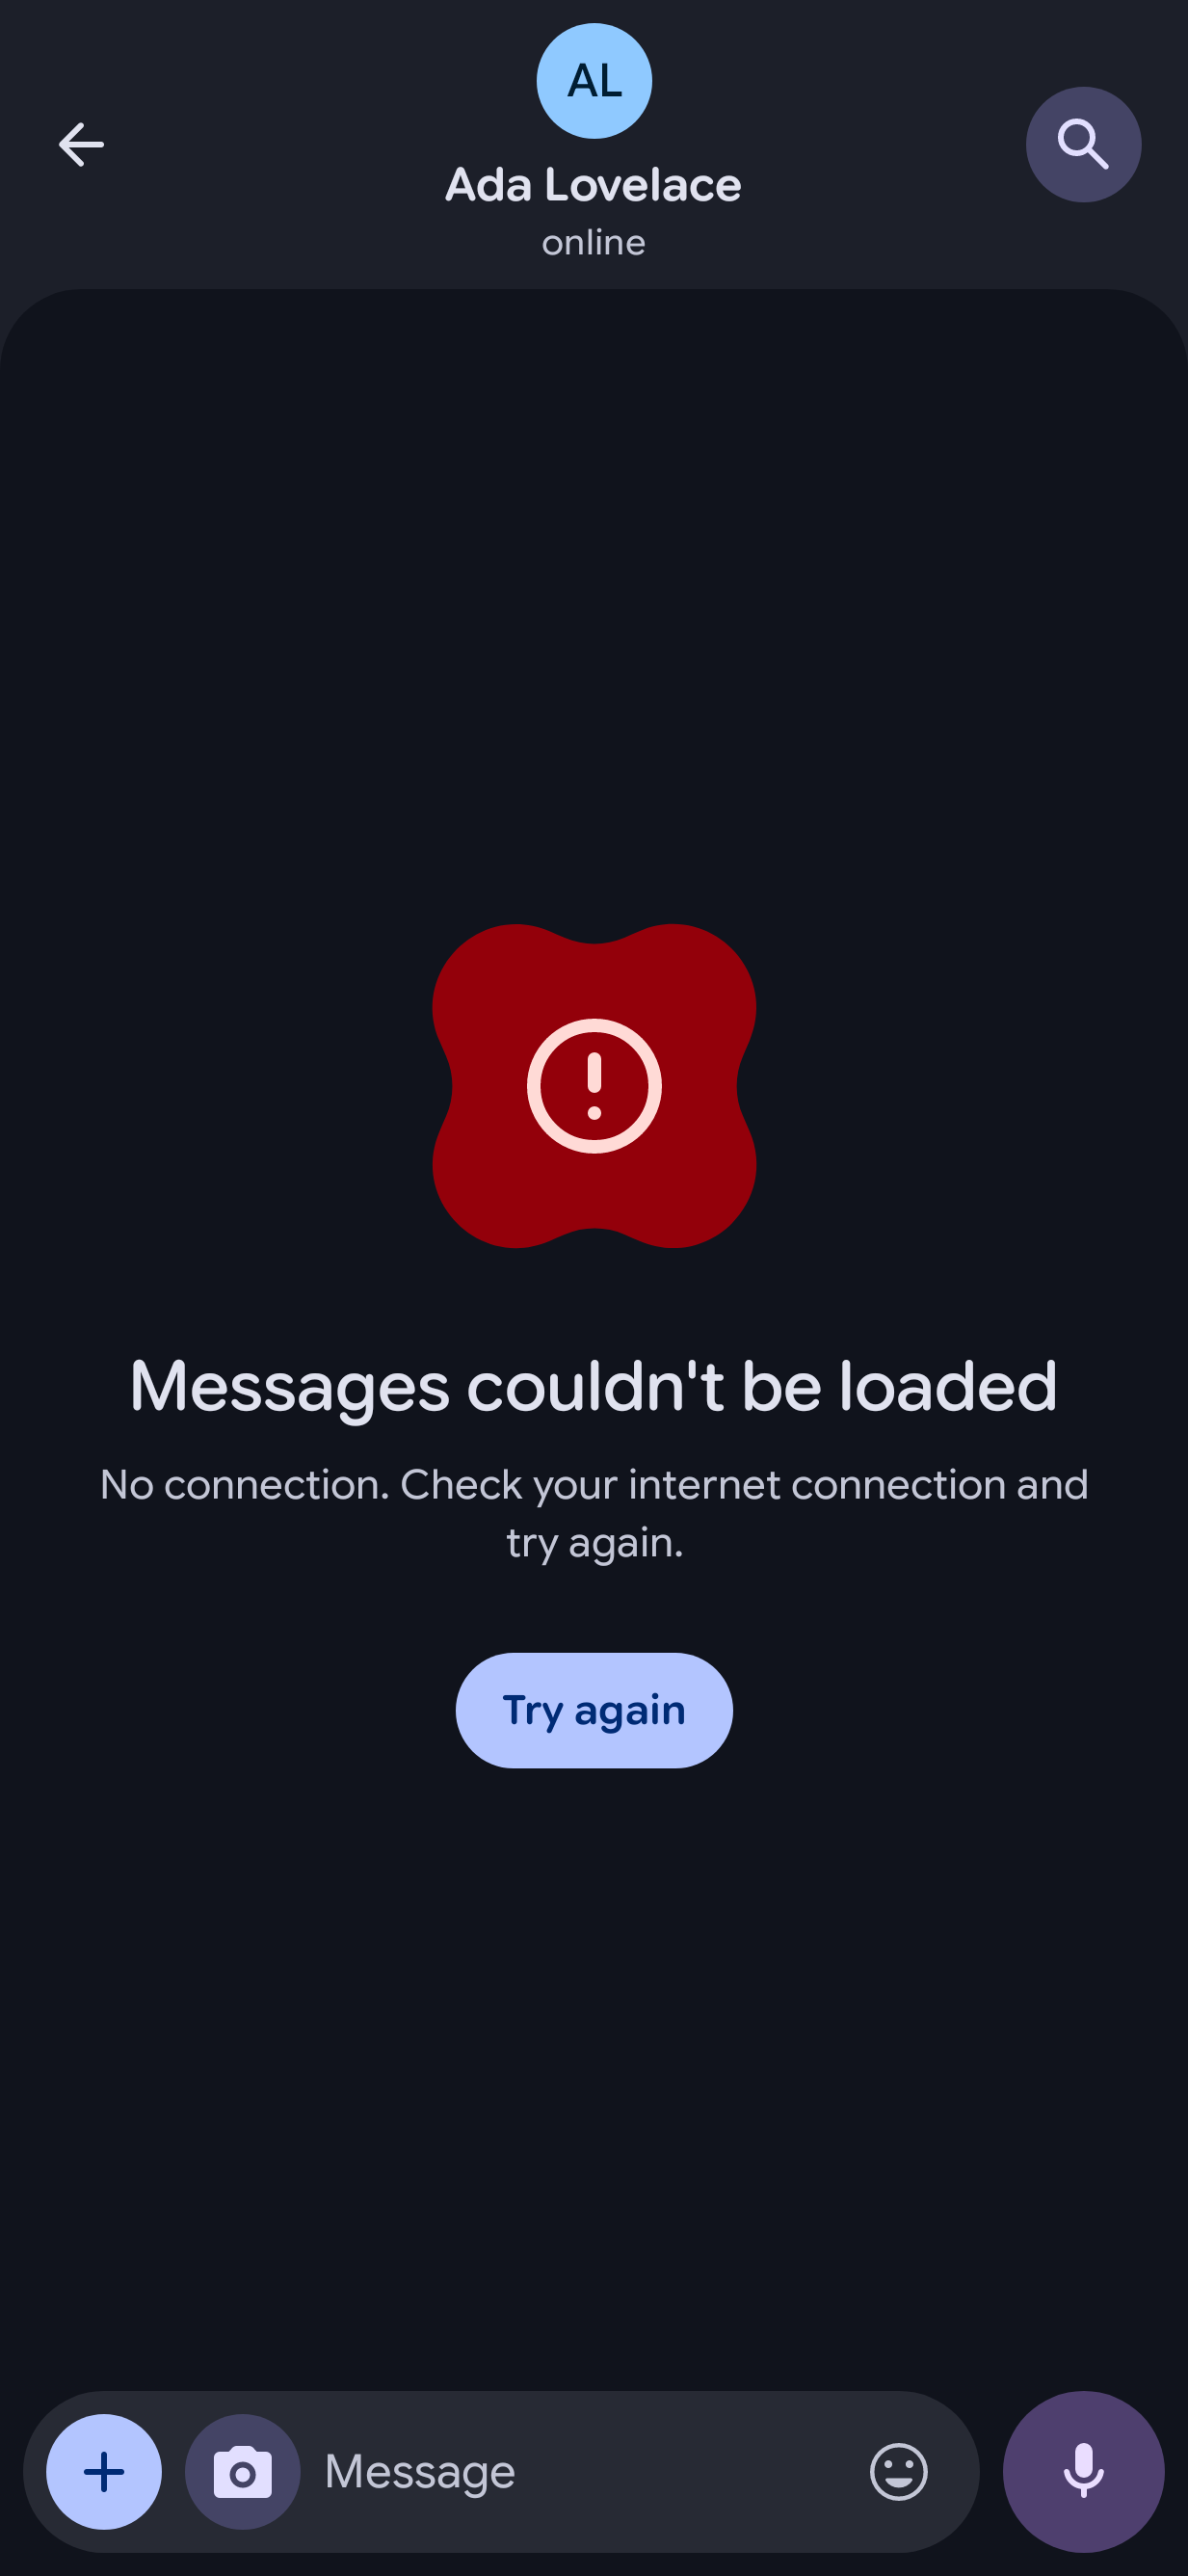 AL
Ada Lovelace
online
Messages couldn't be loaded
No connection. Check your internet connection and
try again.
Try again
Message